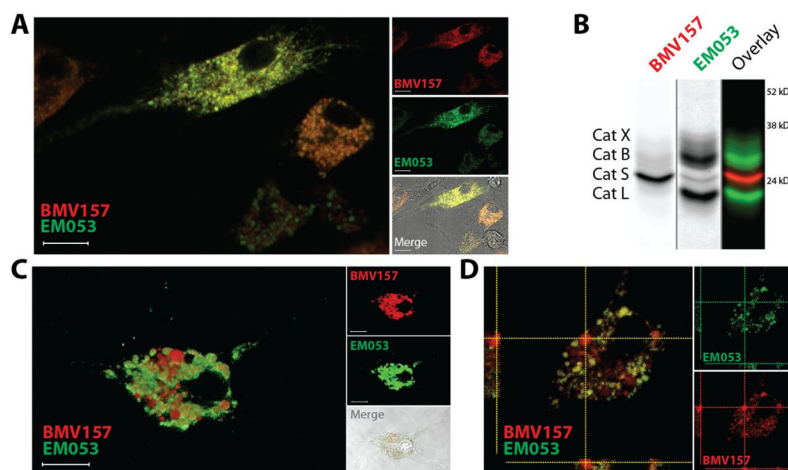 A
BMV157
EM053
BMV157
EM053
Merge
B
BMV157
EM053
Overlay
52 kD
38 kD
Cat X
Cat B
Cat S
24 kD
Cat L
C
BMV157
EM053
BMV157
EM053
Merge
D
BMV157
EM053
EM053
BMV157